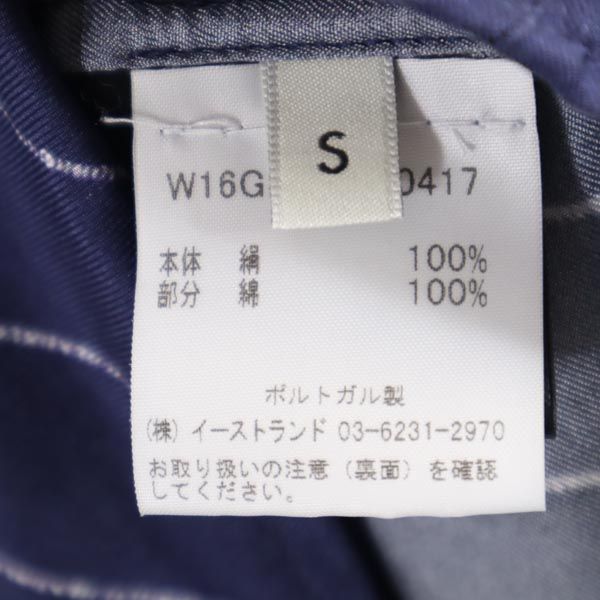 S
W16G 0417
本体 絹 100%
部分 綿 100%
ポルトガル製
(株) イーストランド 03-6231-2970
お取り扱いの注意(裏面)を確認
してください。